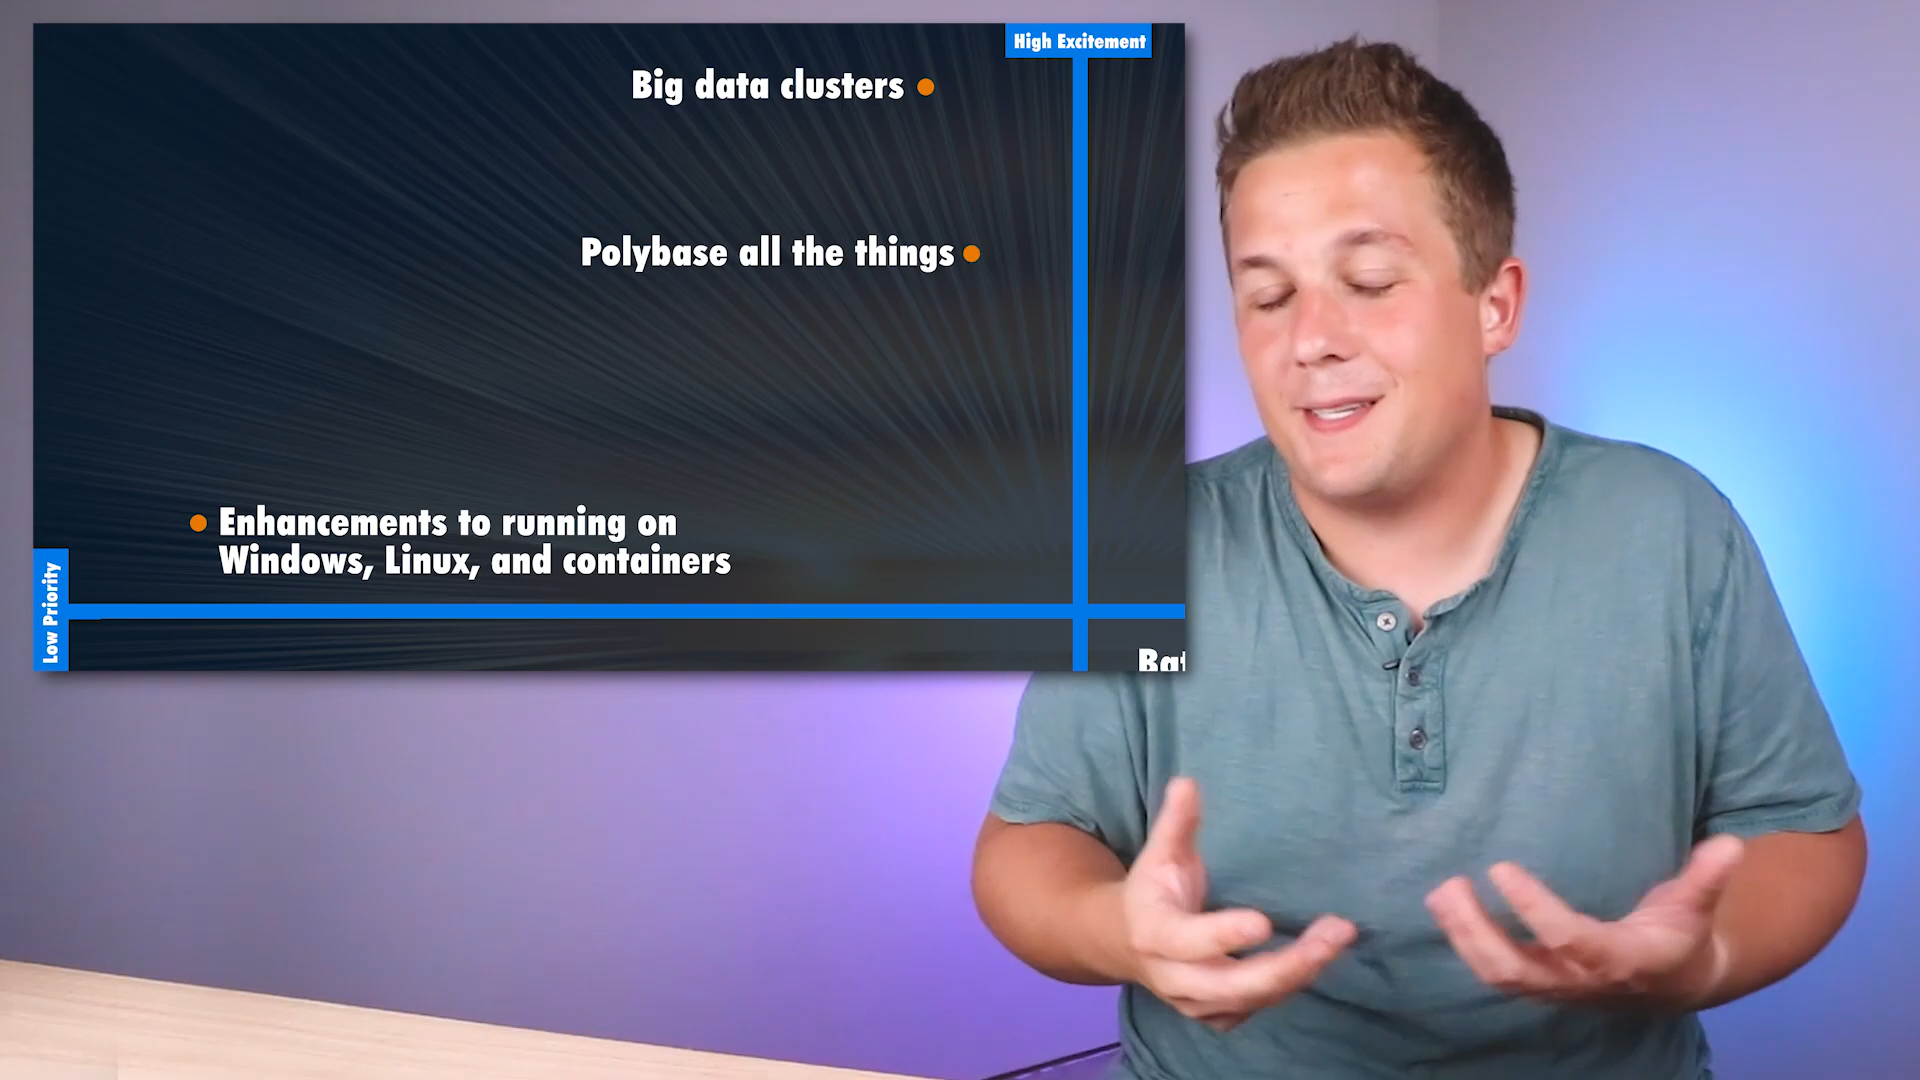 High Excitement
Big data clusters
Polybase all the things
Enhancements to running on
Windows, Linux, and containers
Low Priority